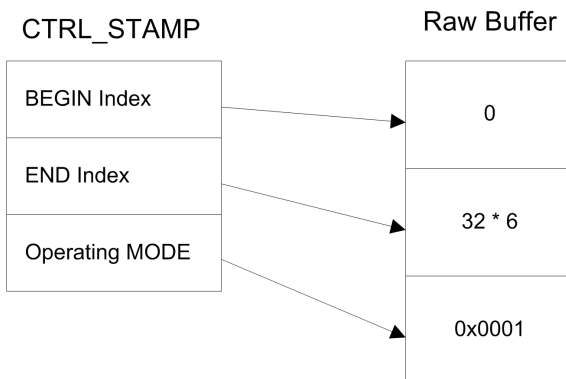 CTRL_STAMP
Raw Buffer
BEGIN Index
0
END Index
32 * 6
Operating MODE
0x0001